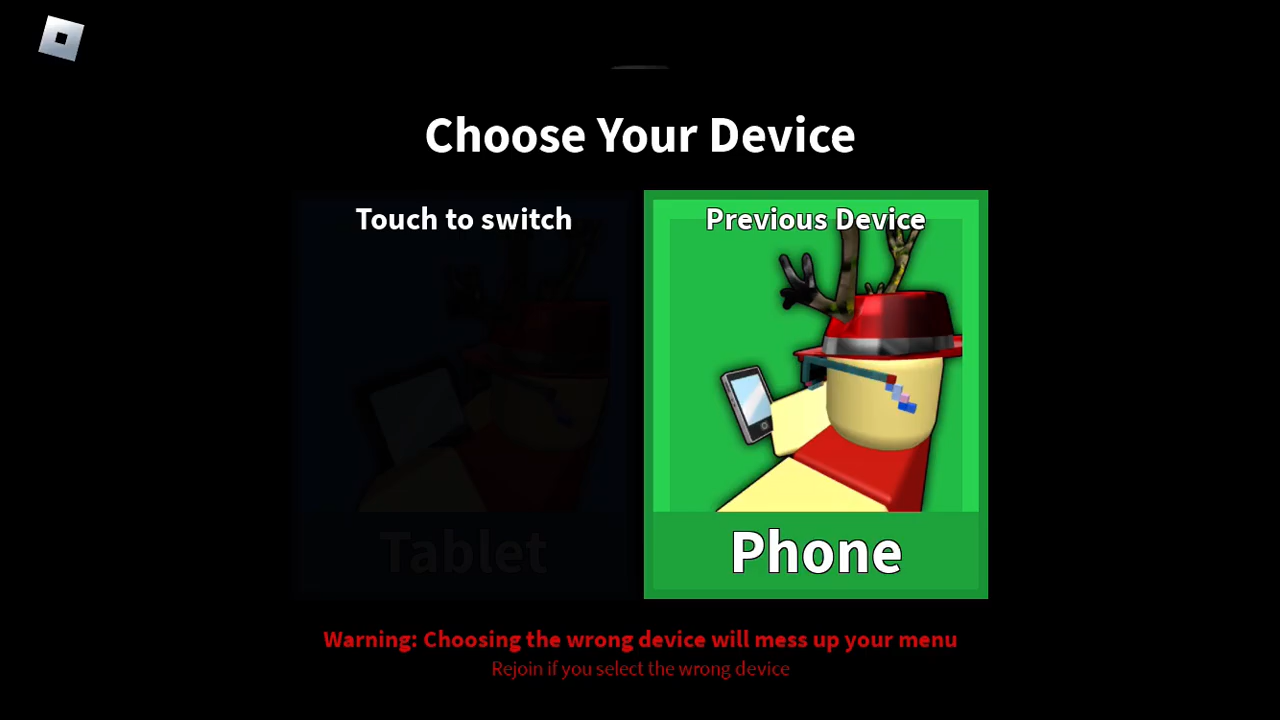 Choose Your Device
Touch to switch
Previous Device
Tablet
Phone
Warning: Choosing the wrong device will mess up your menu
Rejoin if you select the wrong device